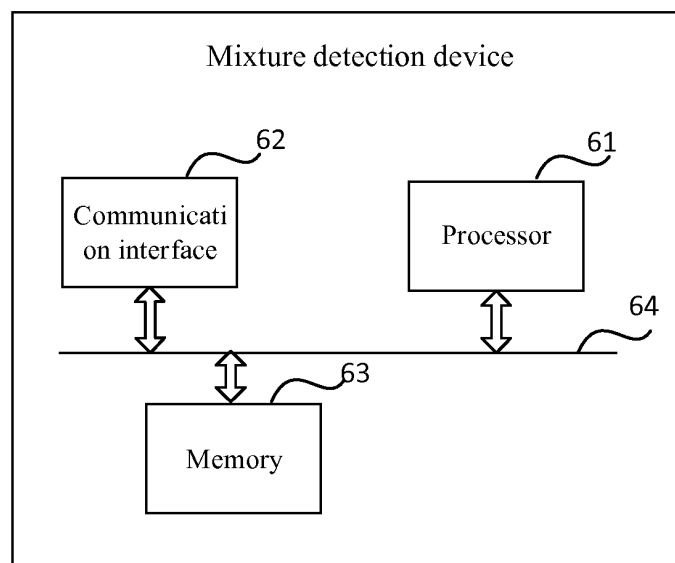 Mixture detection device
62
61
Communicati
on interface
Processor
64
63
Memory